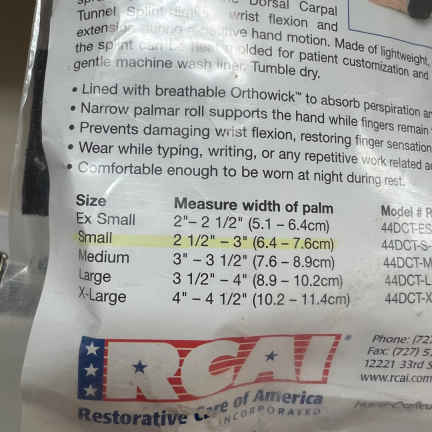 Dorsal Carpal
Tunnel Splint limits wrist flexion and
extension during repetitive hand motion. Made of lightweight,
the splint can be heat molded for patient customization and
gentle machine wash liner. Tumble dry.
• Lined with breathable Orthowick™ to absorb perspiration an
• Narrow palmar roll supports the hand while fingers remain
• Prevents damaging wrist flexion, restoring finger sensation
• Wear while typing, writing, or any repetitive work related a
• Comfortable enough to be worn at night during rest.
Size Measure width of palm Model # R
Ex Small 2"– 2 1/2" (5.1 – 6.4cm) 44DCT-ES
Small 2 1/2" – 3" (6.4 – 7.6cm) 44DCT-S-
Medium 3" – 3 1/2" (7.6 – 8.9cm) 44DCT-M
Large 3 1/2" – 4" (8.9 – 10.2cm) 44DCT-L
X-Large 4" – 4 1/2" (10.2 – 11.4cm) 44DCT-X
RCAI®
Restorative Care of America
INCORPORATED
Phone: (72
Fax: (727) 5
12221 33rd S
www.rcai.com